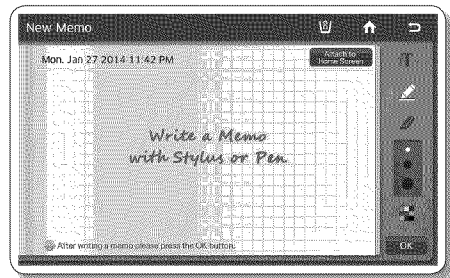 New Memo
Mon. Jan 27 2014 11:42 PM
Attach to
Home Screen
T
Write a Memo
with Stylus or Pen
After writing a memo please press the OK button.
OK